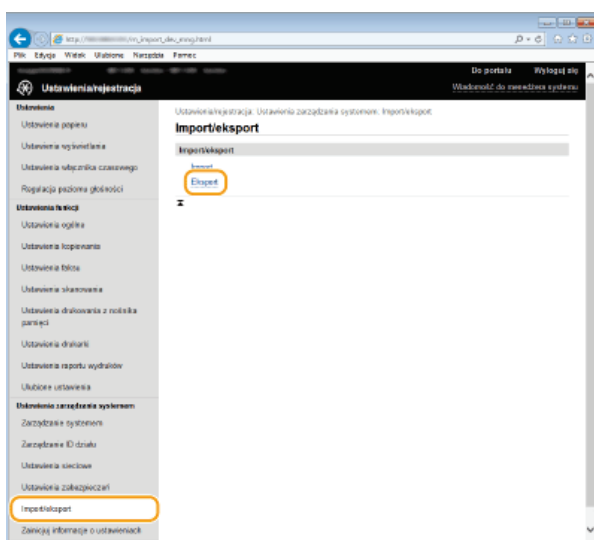 Plik Edycja Widok Ulubione Narzędzia Pomoc
Do portalu Wyloguj się
Ustawienia/rejestracja
Wiadomość do menedżera systemu
Ustawienia
Ustawienia papieru
Ustawienia wyświetlania
Ustawienia włącznika czasowego
Regulacja poziomu głośności
Ustawienia funkcji
Ustawienia ogólne
Ustawienia kopiowania
Ustawienia faksu
Ustawienia skanowania
Ustawienia drukowania z nośnika
pamięci
Ustawienia drukarki
Ustawienia raportu wydruków
Ulubione ustawienia
Ustawienia zarządzania systemem
Zarządzanie systemem
Zarządzanie ID działu
Ustawienia sieciowe
Ustawienia zabezpieczeń
Import/eksport
Zainicjuj informacje o ustawieniach
Ustawienia/rejestracja: Ustawienia zarządzania systemem: Import/eksport
Import/eksport
Import/eksport
Import
Eksport